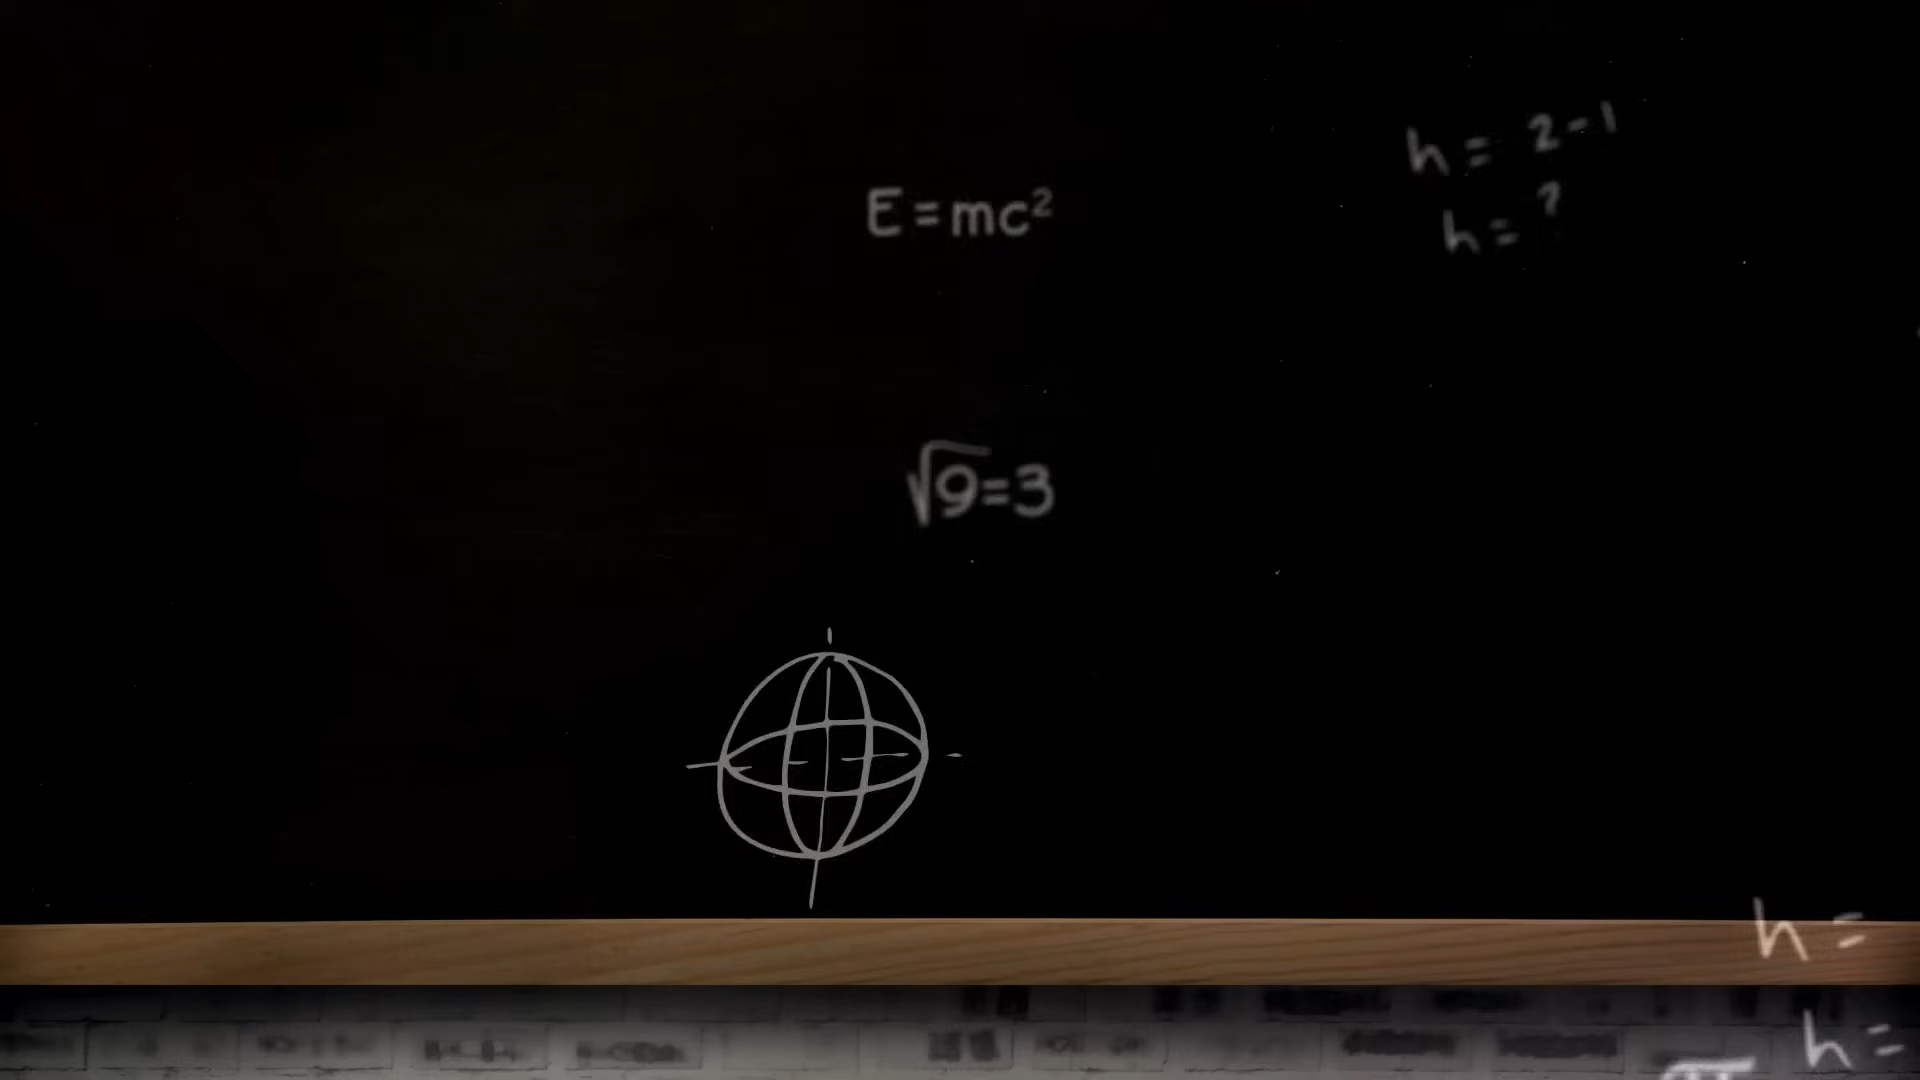 E=mc²
h = 2-1
h = ?
√9=3
h =
h =